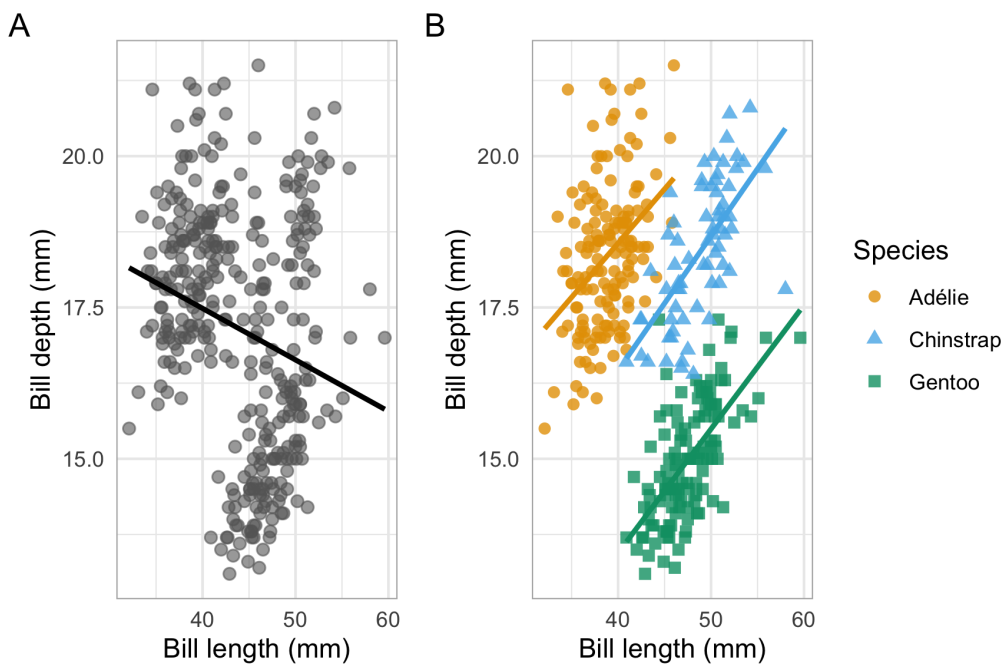 A
B
20.0
17.5
15.0
40
50
60
Bill length (mm)
Bill depth (mm)
20.0
17.5
15.0
40
50
60
Bill length (mm)
Bill depth (mm)
Species
Adélie
Chinstrap
Gentoo